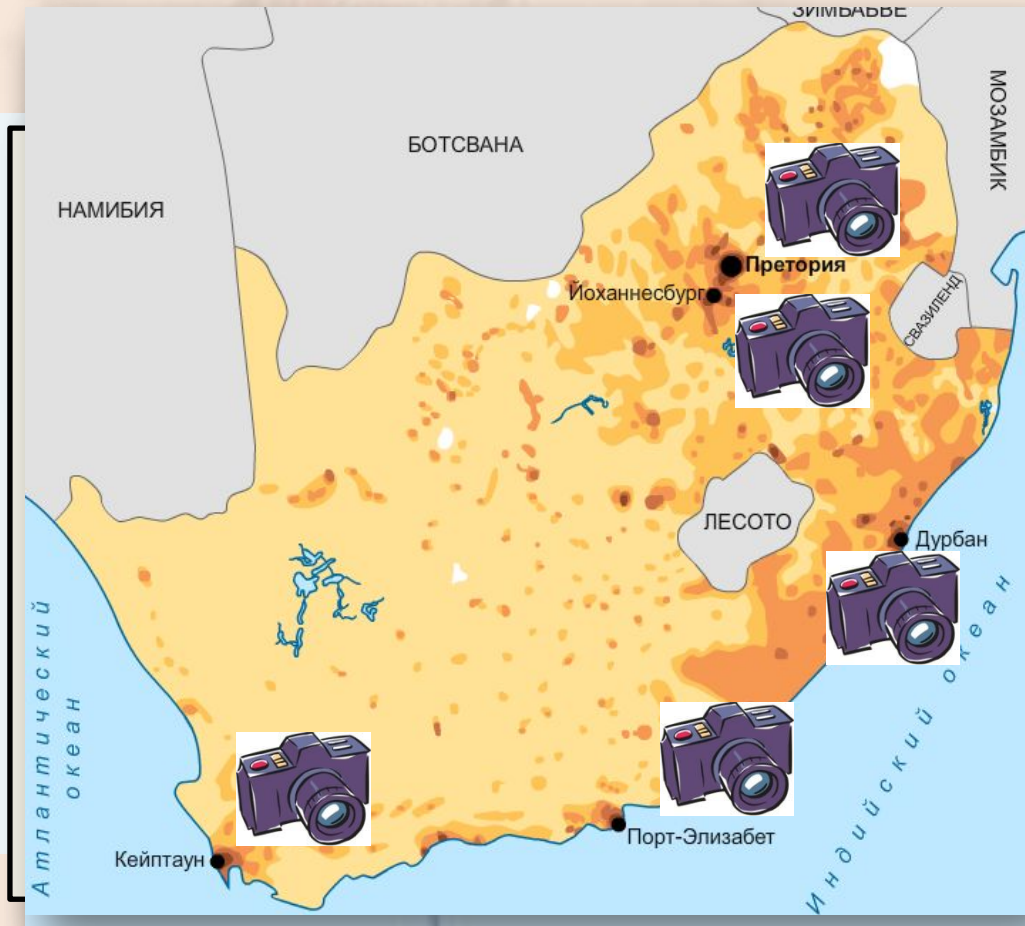 ЗИМБАБВЕ
МОЗАМБИК
БОТСВАНА
НАМИБИЯ
Претория
Йоханнесбург
СВАЗИЛЕНД
ЛЕСОТО
Дурбан
Атлантический
океан
Индийский океан
Порт-Элизабет
Кейптаун